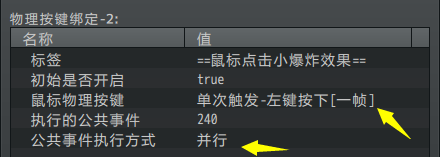 物理按键绑定-2:
名称 值
标签 ==鼠标点击小爆炸效果==
初始是否开启 true
鼠标物理按键 单次触发-左键按下[一帧]
执行的公共事件 240
公共事件执行方式 并行